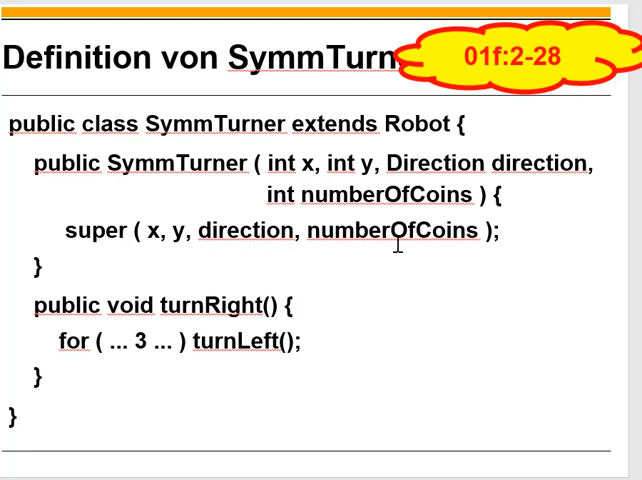 Definition von SymmTurn
01f:2-28
public class SymmTurner extends Robot {
public SymmTurner ( int x, int y, Direction direction,
int numberOfCoins ) {
super ( x, y, direction, numberOfCoins );
}
public void turnRight() {
for ( ... 3 ... ) turnLeft();
}
}